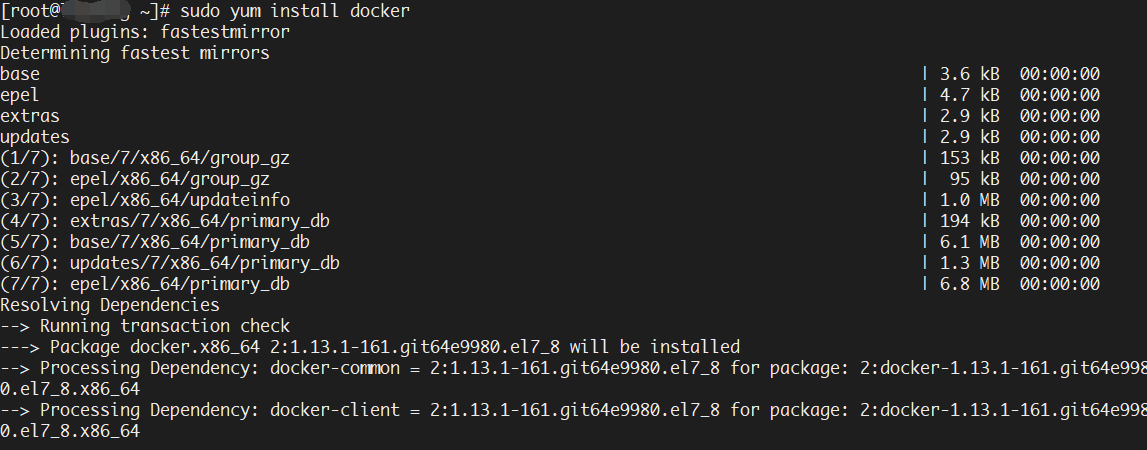 [root@ ~]# sudo yum install docker
Loaded plugins: fastestmirror
Determining fastest mirrors
base | 3.6 kB 00:00:00
epel | 4.7 kB 00:00:00
extras | 2.9 kB 00:00:00
updates | 2.9 kB 00:00:00
(1/7): base/7/x86_64/group_gz | 153 kB 00:00:00
(2/7): epel/x86_64/group_gz | 95 kB 00:00:00
(3/7): epel/x86_64/updateinfo | 1.0 MB 00:00:00
(4/7): extras/7/x86_64/primary_db | 194 kB 00:00:00
(5/7): base/7/x86_64/primary_db | 6.1 MB 00:00:00
(6/7): updates/7/x86_64/primary_db | 1.3 MB 00:00:00
(7/7): epel/x86_64/primary_db | 6.8 MB 00:00:00
Resolving Dependencies
--> Running transaction check
---> Package docker.x86_64 2:1.13.1-161.git64e9980.el7_8 will be installed
--> Processing Dependency: docker-common = 2:1.13.1-161.git64e9980.el7_8 for package: 2:docker-1.13.1-161.git64e998
0.el7_8.x86_64
--> Processing Dependency: docker-client = 2:1.13.1-161.git64e9980.el7_8 for package: 2:docker-1.13.1-161.git64e998
0.el7_8.x86_64